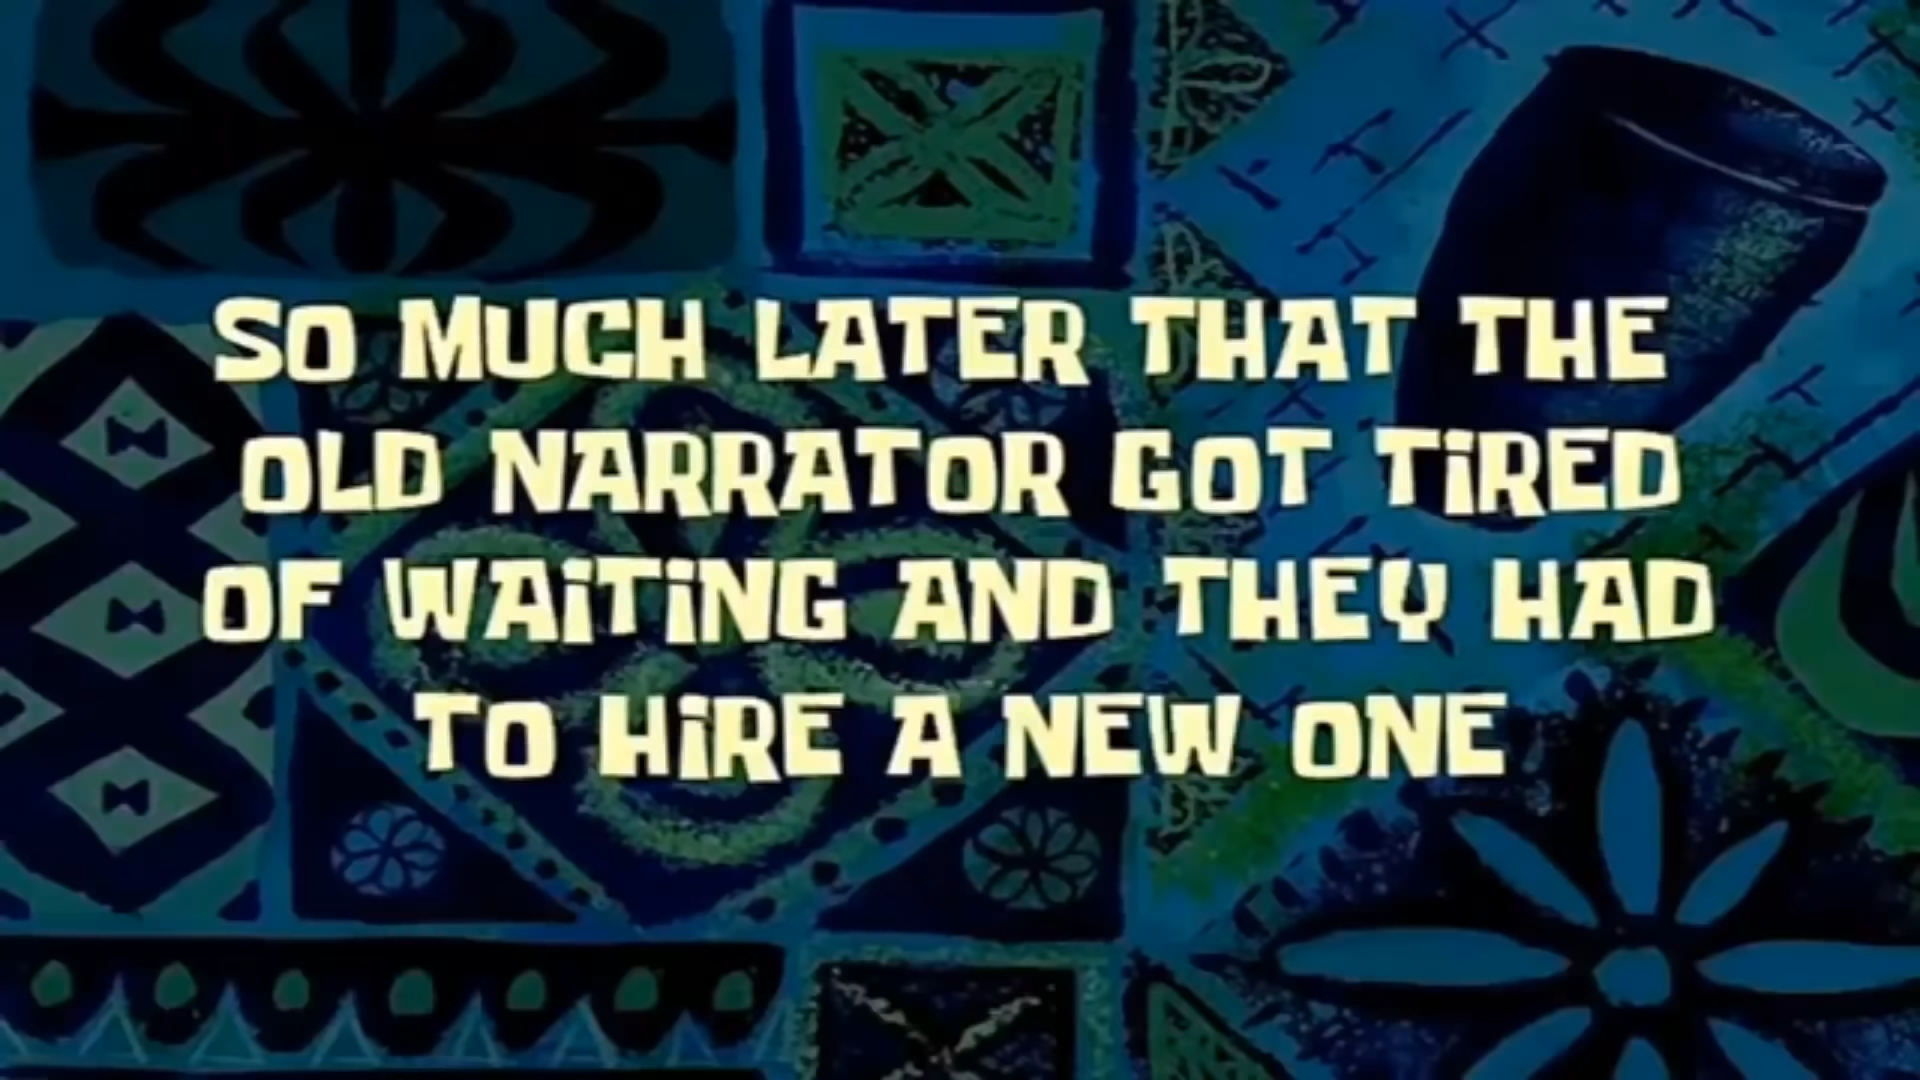 SO MUCH LATER THAT THE
OLD NARRATOR GOT TiRED
OF WAiTiNG AND THEY HAD
TO HiRE A NEW ONE